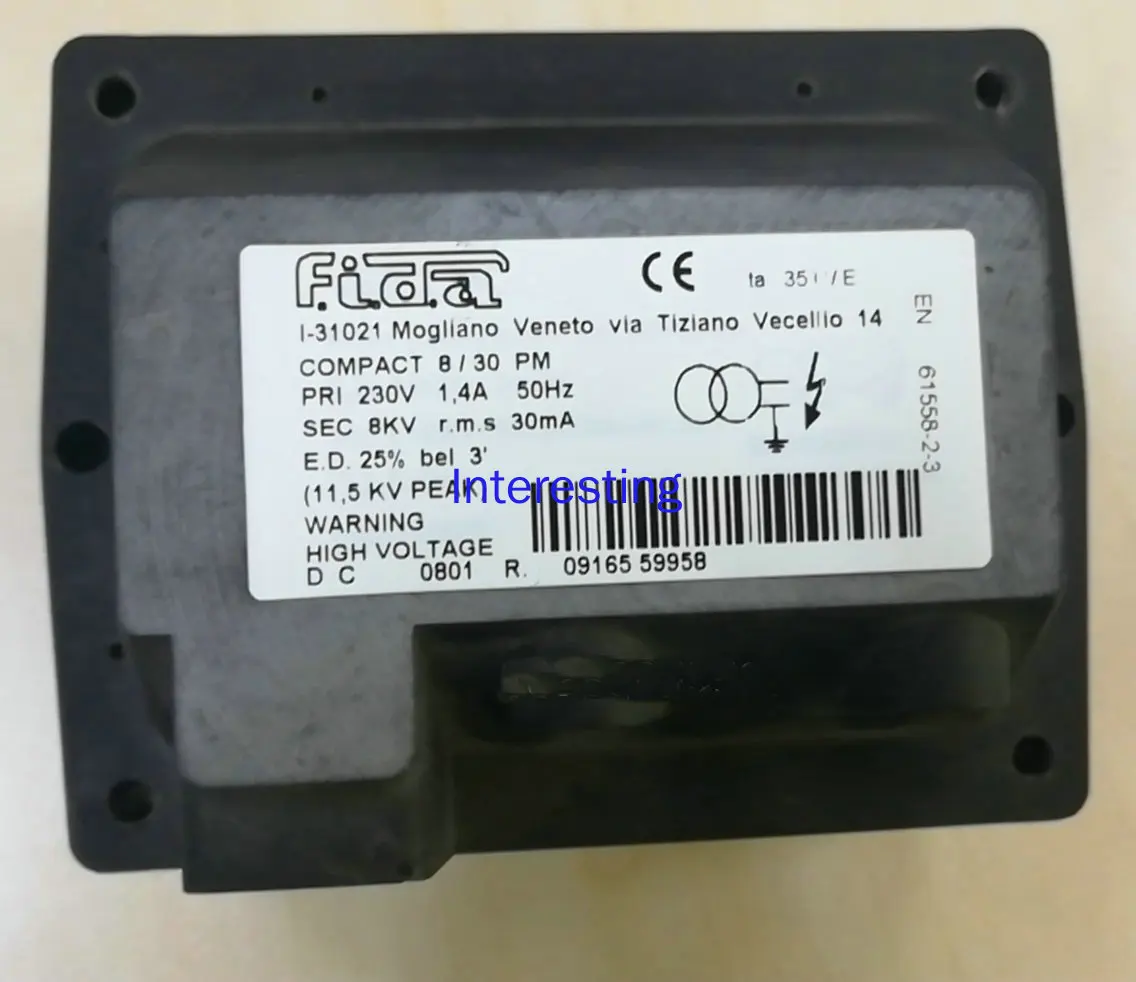 F.I.D.A
CE
ta 35 /E
I-31021 Mogliano Veneto via Tiziano Vecellio 14
COMPACT 8 / 30 PM
PRI 230V 1,4A 50Hz
SEC 8KV r.m.s 30mA
E.D. 25% bel 3'
(11,5 KV PEAK)
WARNING
HIGH VOLTAGE
D C 0801 R. 09165 59958
EN 61558-2-3
Interesting